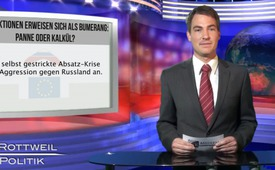 KTIONEN ERWEISEN SICH ALS BUMERANG:
PANNE ODER KALKÜL?
selbst gestrickte Absatz-Krise
Aggression gegen Russland an.
ROTTWEIL
POLITIK